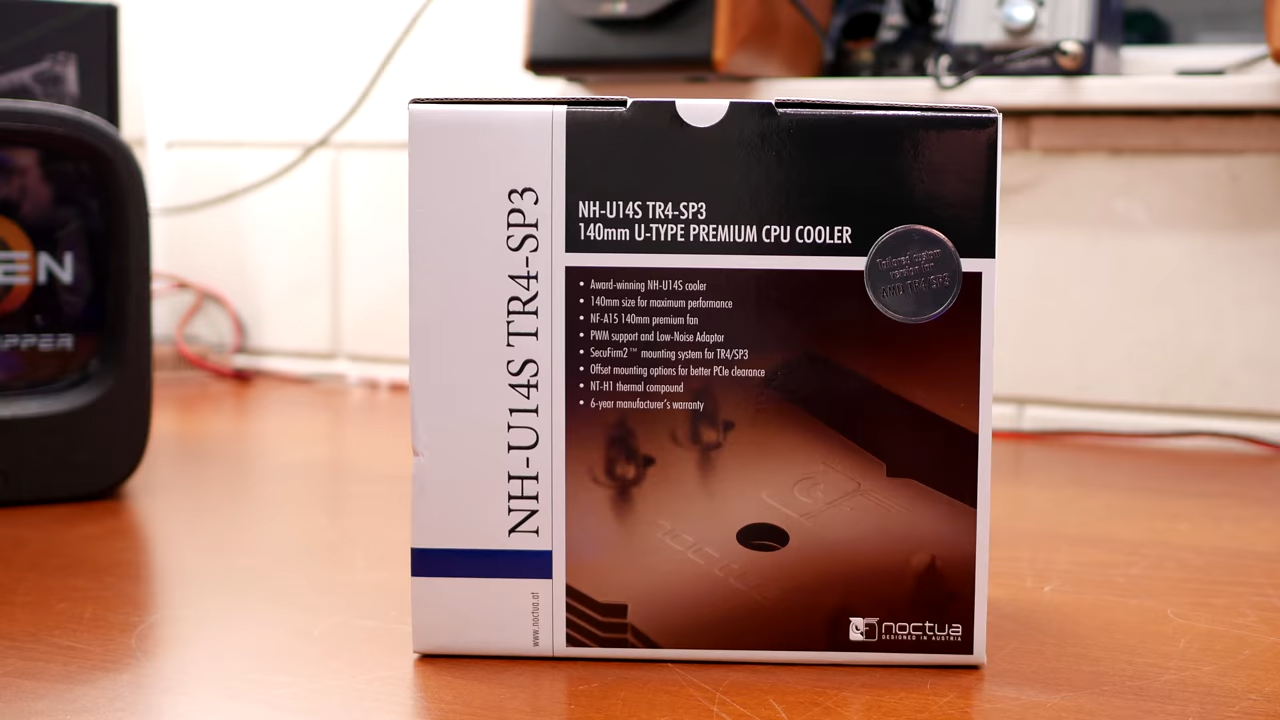 EN
PPER
NH-U14S TR4-SP3
www.noctua.at
NH-U14S TR4-SP3
140mm U-TYPE PREMIUM CPU COOLER
Tailored custom
version for
AMD TR4/SP3
• Award-winning NH-U14S cooler
• 140mm size for maximum performance
• NF-A15 140mm premium fan
• PWM support and Low-Noise Adaptor
• SecuFirm2™ mounting system for TR4/SP3
• Offset mounting options for better PCIe clearance
• NT-H1 thermal compound
• 6-year manufacturer's warranty
noctua
noctua
DESIGNED IN AUSTRIA